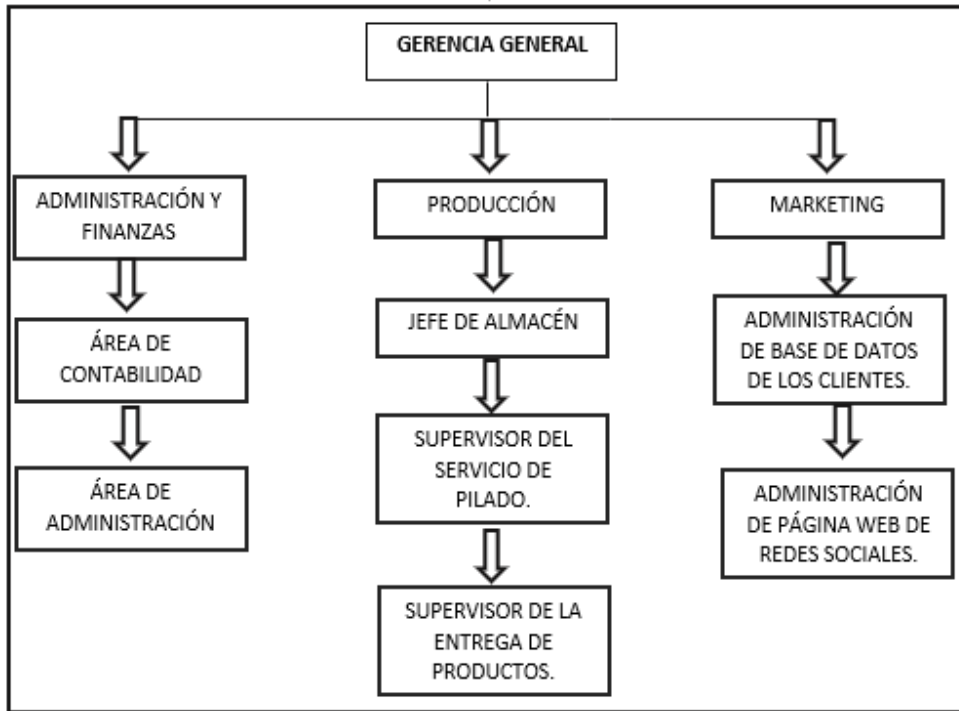 GERENCIA GENERAL
ADMINISTRACIÓN Y
FINANZAS
PRODUCCIÓN
MARKETING
ÁREA DE
CONTABILIDAD
JEFE DE ALMACÉN
ADMINISTRACIÓN
DE BASE DE DATOS
DE LOS CLIENTES.
ÁREA DE
ADMINISTRACIÓN
SUPERVISOR DEL
SERVICIO DE
PILADO.
ADMINISTRACIÓN
DE PÁGINA WEB DE
REDES SOCIALES.
SUPERVISOR DE LA
ENTREGA DE
PRODUCTOS.